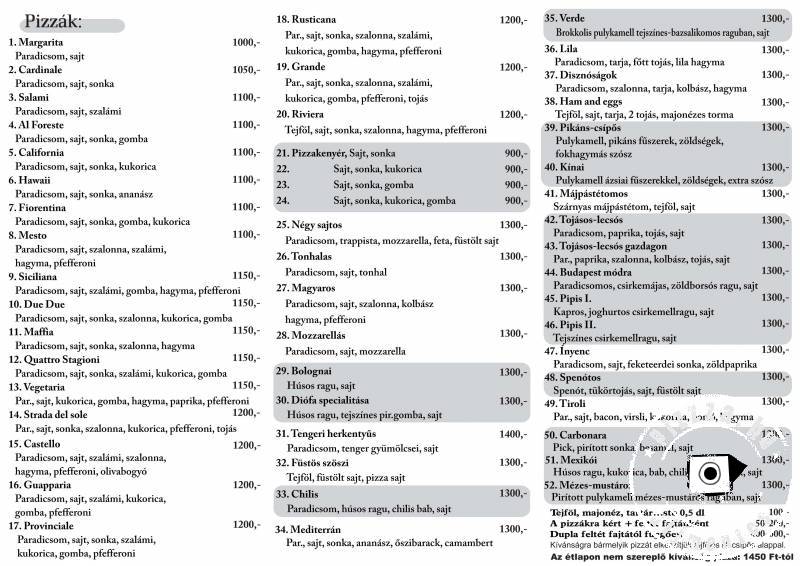 Pizzák:
1. Margarita 1000,-
Paradicsom, sajt
2. Cardinale 1050,-
Paradicsom, sajt, sonka
3. Salami 1100,-
Paradicsom, sajt, szalámi
4. Al Foreste 1100,-
Paradicsom, sajt, sonka, gomba
5. California 1100,-
Paradicsom, sajt, sonka, kukorica
6. Hawaii 1100,-
Paradicsom, sajt, sonka, ananász
7. Fiorentina 1100,-
Paradicsom, sajt, sonka, gomba, kukorica
8. Mesto 1100,-
Paradicsom, sajt, szalonna, szalámi,
hagyma, pfefferoni
9. Siciliana 1150,-
Paradicsom, sajt, szalámi, gomba, hagyma, pfefferoni
10. Due Due 1150,-
Paradicsom, sajt, sonka, szalonna, kukorica, gomba
11. Maffia 1150,-
Paradicsom, sajt, sonka, szalonna, hagyma
12. Quattro Stagioni 1150,-
Paradicsom, sajt, sonka, szalámi, kukorica, gomba
13. Vegetaria 1150,-
Par., sajt, kukorica, gomba, hagyma, paprika, pfefferoni
14. Strada del sole 1200,-
Par., sajt, sonka, szalonna, kukorica, pfefferoni, tojás
15. Castello 1200,-
Paradicsom, sajt, szalámi, szalonna,
hagyma, pfefferoni, olivabogyó
16. Guapparia 1200,-
Paradicsom, sajt, szalámi, kukorica,
gomba, pfefferoni
17. Provinciale 1200,-
Paradicsom, sajt, sonka, szalámi,
kukorica, gomba, pfefferoni
18. Rusticana 1200,-
Par., sajt, sonka, szalonna, szalámi,
kukorica, gomba, hagyma, pfefferoni
19. Grande 1200,-
Par., sajt, sonka, szalonna, szalámi,
kukorica, gomba, pfefferoni, tojás
20. Riviera 1200,-
Tejföl, sajt, sonka, szalonna, hagyma, pfefferoni
21. Pizzakenyér, Sajt, sonka 900,-
22. Sajt, sonka, kukorica 900,-
23. Sajt, sonka, gomba 900,-
24. Sajt, sonka, kukorica, gomba 900,-
25. Négy sajtos 1300,-
Paradicsom, trappista, mozzarella, feta, füstölt sajt
26. Tonhalas 1300,-
Paradicsom, sajt, tonhal
27. Magyaros 1300,-
Paradicsom, sajt, szalonna, kolbász
hagyma, pfefferoni
28. Mozzarellás 1300,-
Paradicsom, sajt, mozzarella
29. Bolognai 1300,-
Húsos ragu, sajt
30. Diófa specialitása 1300,-
Húsos ragu, tejszínes pir.gomba, sajt
31. Tengeri herkentyűs 1400,-
Paradicsom, tenger gyümölcsei, sajt
32. Füstös szöszi 1300,-
Tejföl, füstölt sajt, pizza sajt
33. Chilis 1300,-
Paradicsom, húsos ragu, chilis bab, sajt
34. Mediterrán 1300,-
Par., sajt, sonka, ananász, őszibarack, camambert
35. Verde 1300,-
Brokkolis pulykamell tejszínes-bazsalikomos raguban, sajt
36. Lila 1300,-
Paradicsom, tarja, főtt tojás, lila hagyma
37. Disznóságok 1300,-
Paradicsom, szalonna, tarja, kolbász, hagyma
38. Ham and eggs 1300,-
Tejföl, sajt, tarja, 2 tojás, majonézes torma
39. Pikáns-csípős 1300,-
Pulykamell, pikáns fűszerek, zöldségek,
fokhagymás szósz
40. Kínai 1300,-
Pulykamell ázsiai fűszerekkel, zöldségek, extra szósz
41. Májpástétomos 1300,-
Szárnyas májpástétom, tejföl, sajt
42. Tojásos-lecsós 1300,-
Paradicsom, paprika, tojás, sajt
43. Tojásos-lecsós gazdagon 1300,-
Par., paprika, szalonna, kolbász, tojás, sajt
44. Budapest módra 1300,-
Paradicsomos, csirkemájas, zöldborsós ragu, sajt
45. Pipis I. 1300,-
Kapros, joghurtos csirkemellragu, sajt
46. Pipis II. 1300,-
Tejszínes csirkemellragu, sajt
47. Ínyenc 1300,-
Paradicsom, sajt, feketeerdei sonka, zöldpaprika
48. Spenótos 1300,-
Spenót, tükörtojás, sajt, füstölt sajt
49. Tiroli 1300,-
Par., sajt, bacon, virsli, hagyma
50. Carbonara 1300,-
Pick, pirított sonka, besamel, sajt
51. Mexikói 1300,-
Húsos ragu, kukorica, bab, sajt
52. Mézes-mustáros 1300,-
Pirított pulykamell mézes-mustáros raguban, sajt
Tejföl, majonéz, 0,5 dl 100,-
A pizzákra kért + feltét fajtánként
Dupla feltét fajtától függően
Kívánságra bármelyik pizzát elkészítjük csípős alappal.
Az étlapon nem szereplő kívánság pizza: 1450 Ft-tól